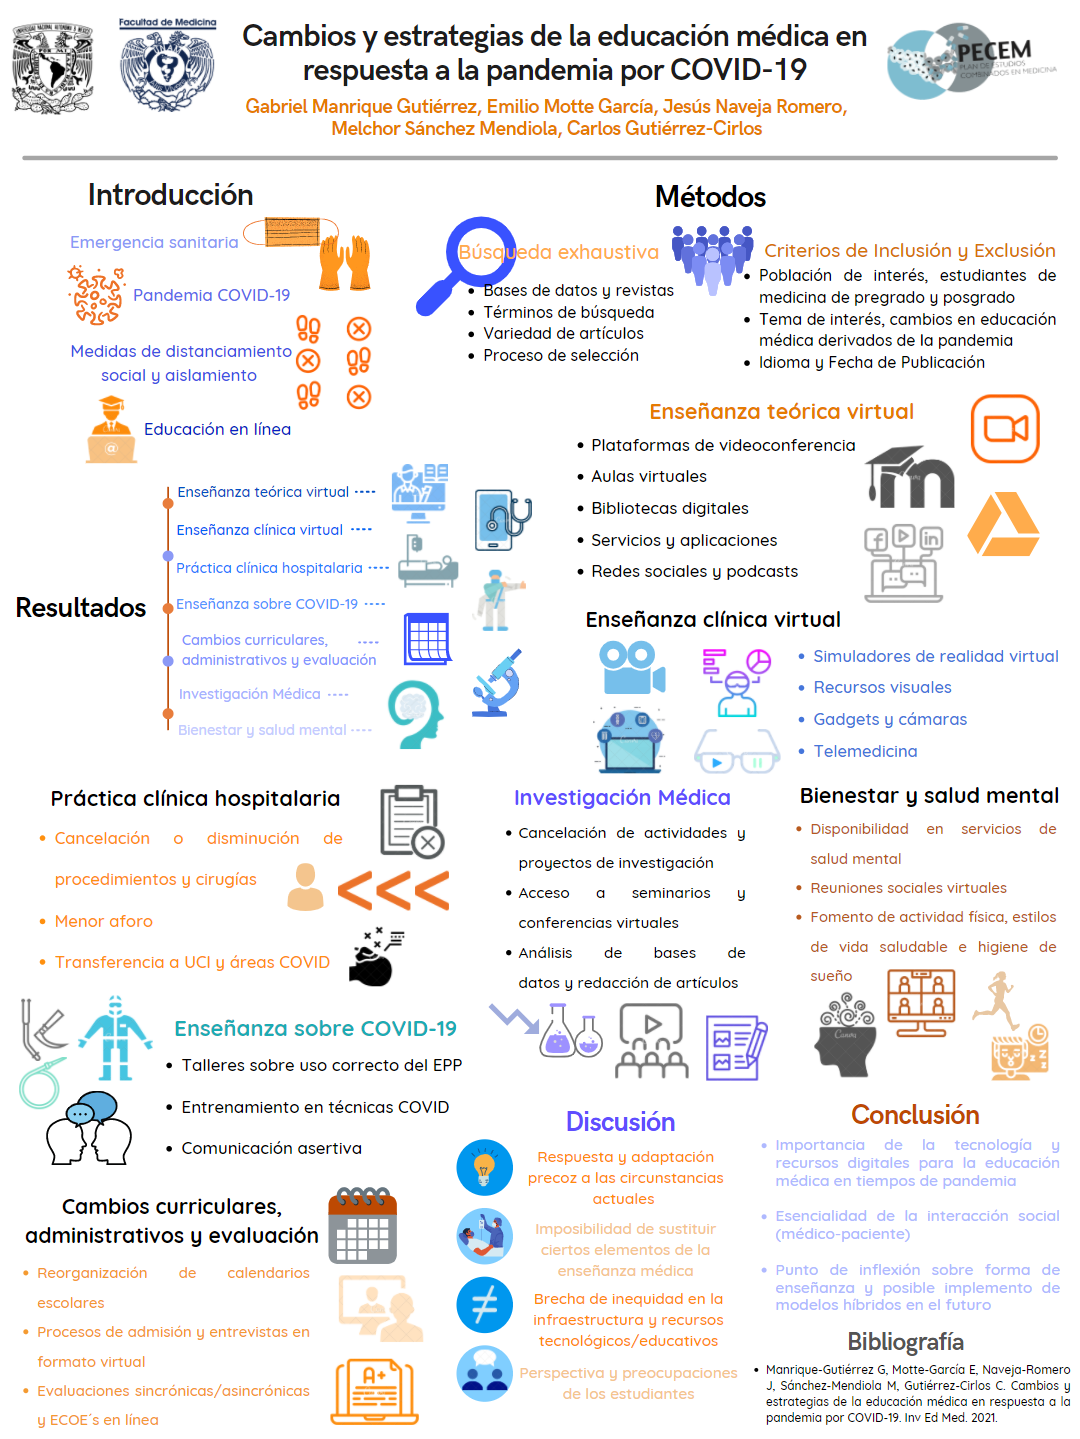 Facultad de Medicina
Cambios y estrategias de la educación médica en
respuesta a la pandemia por COVID-19
Gabriel Manrique Gutiérrez, Emilio Motte García, Jesús Naveja Romero,
Melchor Sánchez Mendiola, Carlos Gutiérrez-Cirlos
PECEM
PLAN DE ESTUDIOS
COMBINADOS EN MEDICINA
Introducción
Emergencia sanitaria
Pandemia COVID-19
Medidas de distanciamiento
social y aislamiento
Educación en línea
Métodos
Búsqueda exhaustiva
• Bases de datos y revistas
• Términos de búsqueda
• Variedad de artículos
• Proceso de selección
Criterios de Inclusión y Exclusión
• Población de interés, estudiantes de
medicina de pregrado y posgrado
• Tema de interés, cambios en educación
médica derivados de la pandemia
• Idioma y Fecha de Publicación
Resultados
Enseñanza teórica virtual
Enseñanza clínica virtual
Práctica clínica hospitalaria
Enseñanza sobre COVID-19
Cambios curriculares,
administrativos y evaluación
Investigación Médica
Bienestar y salud mental
Enseñanza teórica virtual
• Plataformas de videoconferencia
• Aulas virtuales
• Bibliotecas digitales
• Servicios y aplicaciones
• Redes sociales y podcasts
Enseñanza clínica virtual
• Simuladores de realidad virtual
• Recursos visuales
• Gadgets y cámaras
• Telemedicina
Práctica clínica hospitalaria
• Cancelación o disminución de
procedimientos y cirugías
• Menor aforo
• Transferencia a UCI y áreas COVID
Investigación Médica
• Cancelación de actividades y
proyectos de investigación
• Acceso a seminarios y
conferencias virtuales
• Análisis de bases de
datos y redacción de artículos
Bienestar y salud mental
• Disponibilidad en servicios de
salud mental
• Reuniones sociales virtuales
• Fomento de actividad física, estilos
de vida saludable e higiene de
sueño
Enseñanza sobre COVID-19
• Talleres sobre uso correcto del EPP
• Entrenamiento en técnicas COVID
• Comunicación asertiva
Cambios curriculares,
administrativos y evaluación
• Reorganización de calendarios
escolares
• Procesos de admisión y entrevistas en
formato virtual
• Evaluaciones sincrónicas/asincrónicas
y ECOE´s en línea
A+
Discusión
Respuesta y adaptación
precoz a las circunstancias
actuales
Imposibilidad de sustituir
ciertos elementos de la
enseñanza médica
Brecha de inequidad en la
infraestructura y recursos
tecnológicos/educativos
Perspectiva y preocupaciones
de los estudiantes
Conclusión
• Importancia de la tecnología y
recursos digitales para la educación
médica en tiempos de pandemia
• Esencialidad de la interacción social
(médico-paciente)
• Punto de inflexión sobre forma de
enseñanza y posible implemento de
modelos híbridos en el futuro
Bibliografía
• Manrique-Gutiérrez G, Motte-García E, Naveja-Romero
J, Sánchez-Mendiola M, Gutiérrez-Cirlos C. Cambios y
estrategias de la educación médica en respuesta a la
pandemia por COVID-19. Inv Ed Med. 2021.